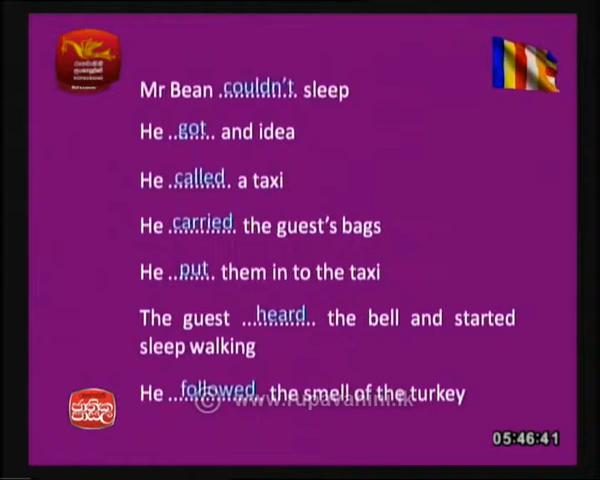 Mr Bean ..couldn't.. sleep
He ..got.. and idea
He ..called.. a taxi
He ..carried.. the guest's bags
He ..put.. them in to the taxi
The guest ..heard.. the bell and started
sleep walking
He ..followed.. the smell of the turkey
© www.rupavahini.lk
05:46:41